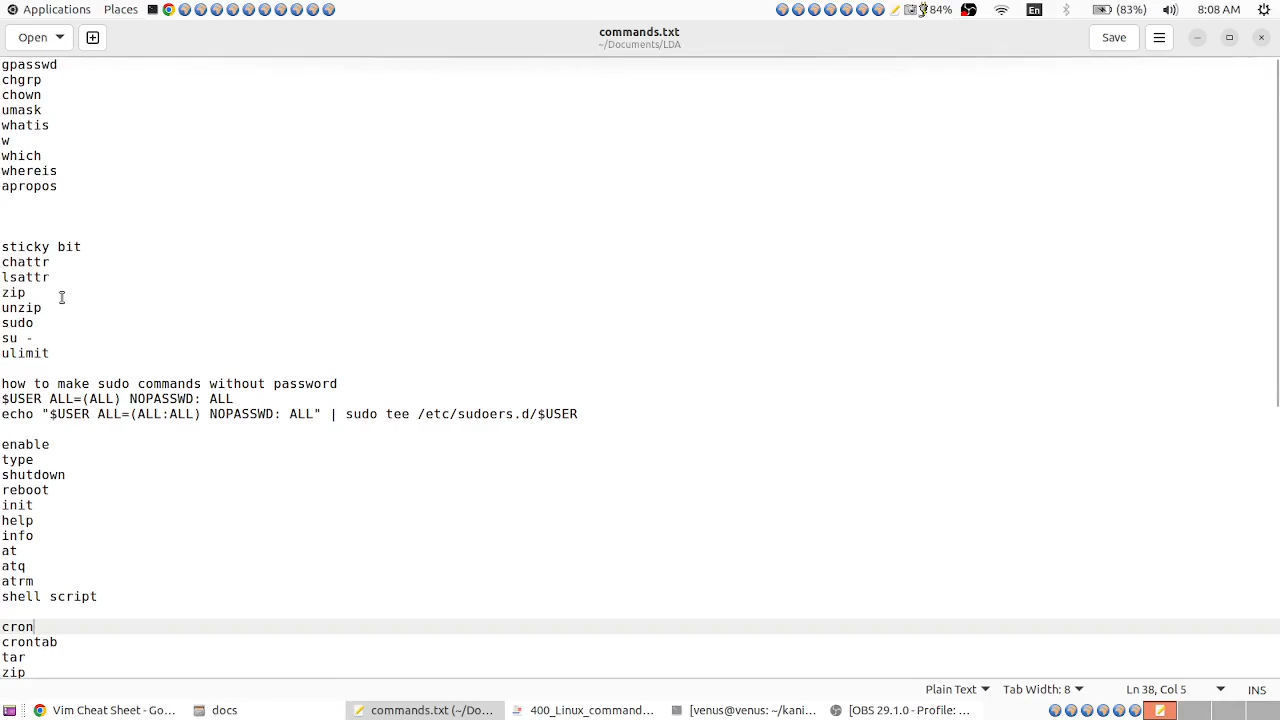 Applications Places 84% En (83%) 8:08 AM
Open commands.txt Save
~/Documents/LDA
gpasswd
chgrp
chown
umask
whatis
w
which
whereis
apropos
sticky bit
chattr
lsattr
zip
unzip
sudo
su -
ulimit
how to make sudo commands without password
$USER ALL=(ALL) NOPASSWD: ALL
echo "$USER ALL=(ALL:ALL) NOPASSWD: ALL" | sudo tee /etc/sudoers.d/$USER
enable
type
shutdown
reboot
init
help
info
at
atq
atrm
shell script
cron
crontab
tar
zip
Plain Text Tab Width: 8 Ln 38, Col 5 INS
Vim Cheat Sheet - Go... docs commands.txt (~/Do... 400_Linux_command... [venus@venus: ~/kani... [OBS 29.1.0 - Profile: ...